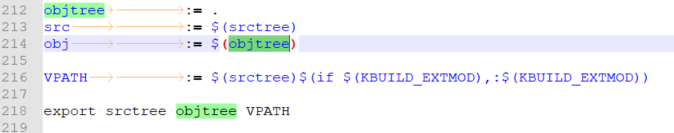 212 objtree := .
213 src := $(srctree)
214 obj := $(objtree)
215
216 VPATH := $(srctree)$(if $(KBUILD_EXTMOD),:$(KBUILD_EXTMOD))
217
218 export srctree objtree VPATH
219